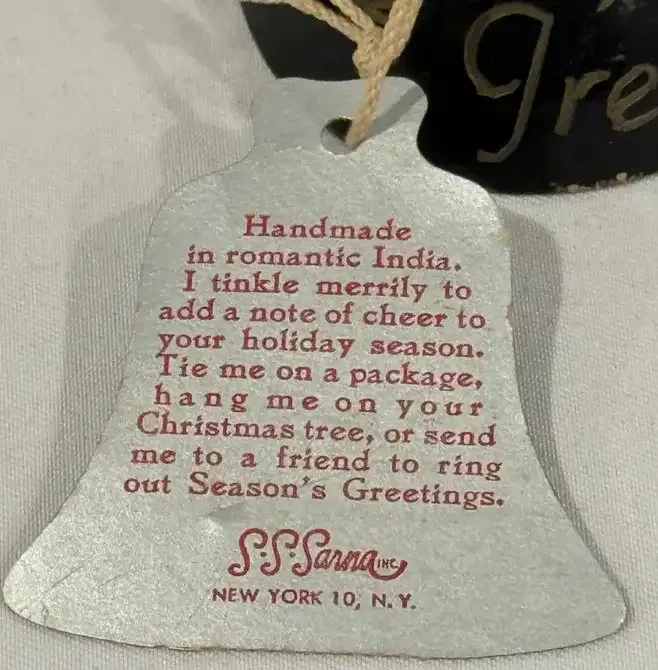 Gre
Handmade
in romantic India.
I tinkle merrily to
add a note of cheer to
your holiday season.
Tie me on a package,
hang me on your
Christmas tree, or send
me to a friend to ring
out Season's Greetings.
S.S. Sarna INC.
NEW YORK 10, N.Y.